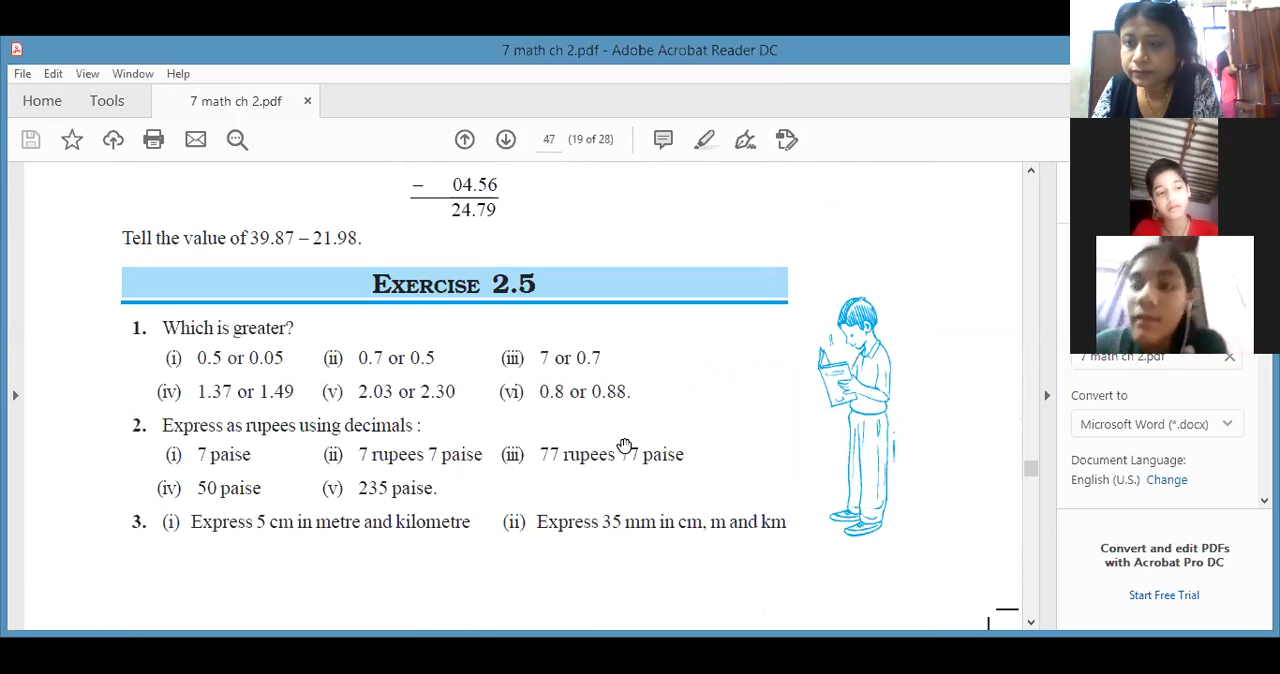 7 math ch 2.pdf - Adobe Acrobat Reader DC
File Edit View Window Help
Home Tools 7 math ch 2.pdf ×
47 (19 of 28)
– 04.56
24.79
Tell the value of 39.87 – 21.98.
EXERCISE 2.5
1. Which is greater?
(i) 0.5 or 0.05 (ii) 0.7 or 0.5 (iii) 7 or 0.7
(iv) 1.37 or 1.49 (v) 2.03 or 2.30 (vi) 0.8 or 0.88.
2. Express as rupees using decimals :
(i) 7 paise (ii) 7 rupees 7 paise (iii) 77 rupees 77 paise
(iv) 50 paise (v) 235 paise.
3. (i) Express 5 cm in metre and kilometre (ii) Express 35 mm in cm, m and km
7 math ch 2.pdf ×
Convert to
Microsoft Word (*.docx)
Document Language:
English (U.S.) Change
Convert and edit PDFs
with Acrobat Pro DC
Start Free Trial